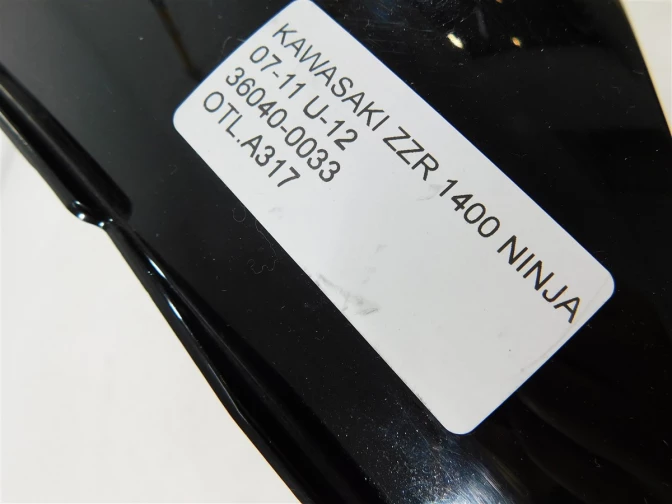 KAWASAKI ZZR 1400 NINJA
07-11 U-12
36040-0033
OTL.A317